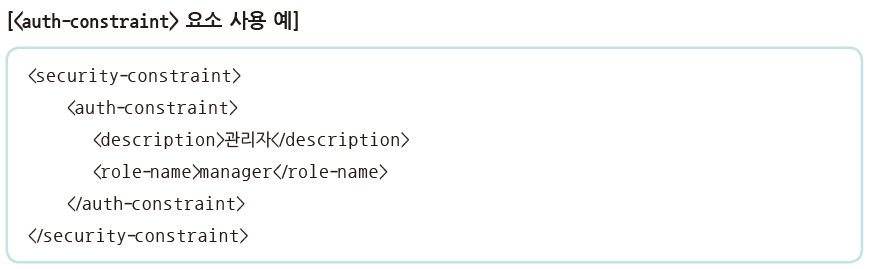 [<auth-constraint> 요소 사용 예]
<security-constraint>
<auth-constraint>
<description>관리자</description>
<role-name>manager</role-name>
</auth-constraint>
</security-constraint>